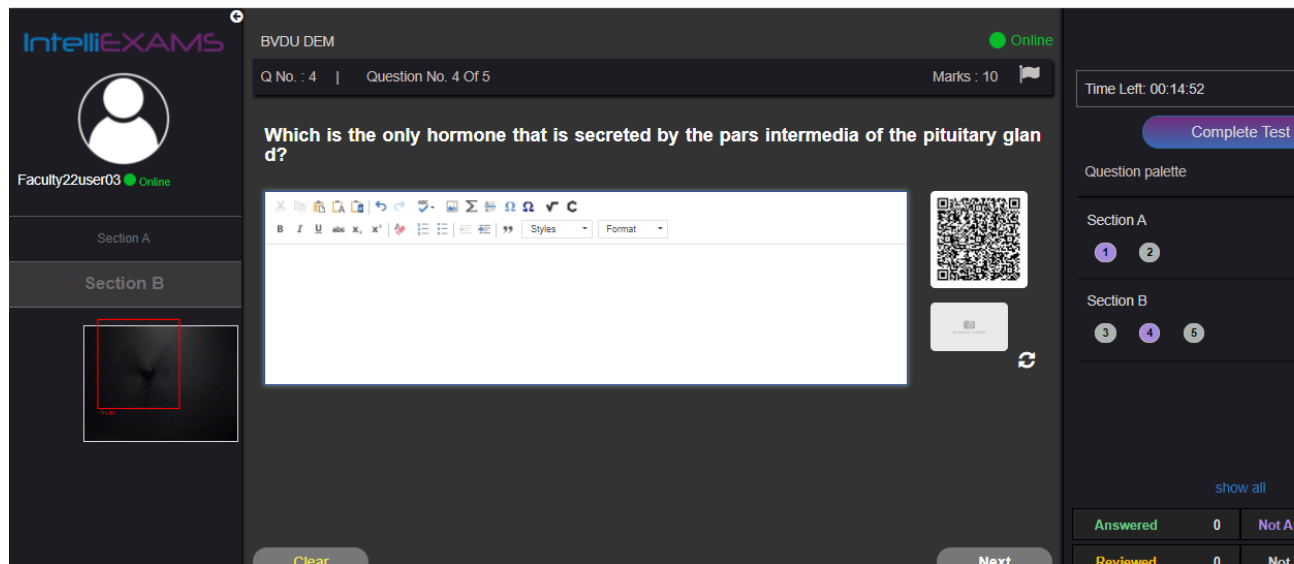 IntelliEXAMS
Faculty22user03 Online
Section A
Section B
BVDU DEM
Online
Q No. : 4 | Question No. 4 Of 5
Marks : 10
Which is the only hormone that is secreted by the pars intermedia of the pituitary glan
d?
B I U abc x, x²
Styles
Format
Clear
Next
Time Left: 00:14:52
Complete Test
Question palette
Section A
1 2
Section B
3 4 5
show all
Answered 0 Not A
Reviewed 0 Not